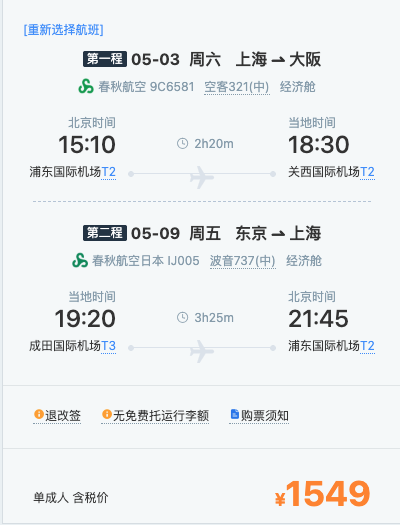 [重新选择航班]
第一程 05-03 周六 上海 ⇀ 大阪
春秋航空 9C6581 空客321(中) 经济舱
北京时间 当地时间
15:10 2h20m 18:30
浦东国际机场T2 关西国际机场T2
第二程 05-09 周五 东京 ⇀ 上海
春秋航空日本 IJ005 波音737(中) 经济舱
当地时间 北京时间
19:20 3h25m 21:45
成田国际机场T3 浦东国际机场T2
退改签 无免费托运行李额 购票须知
单成人 含税价 ¥1549